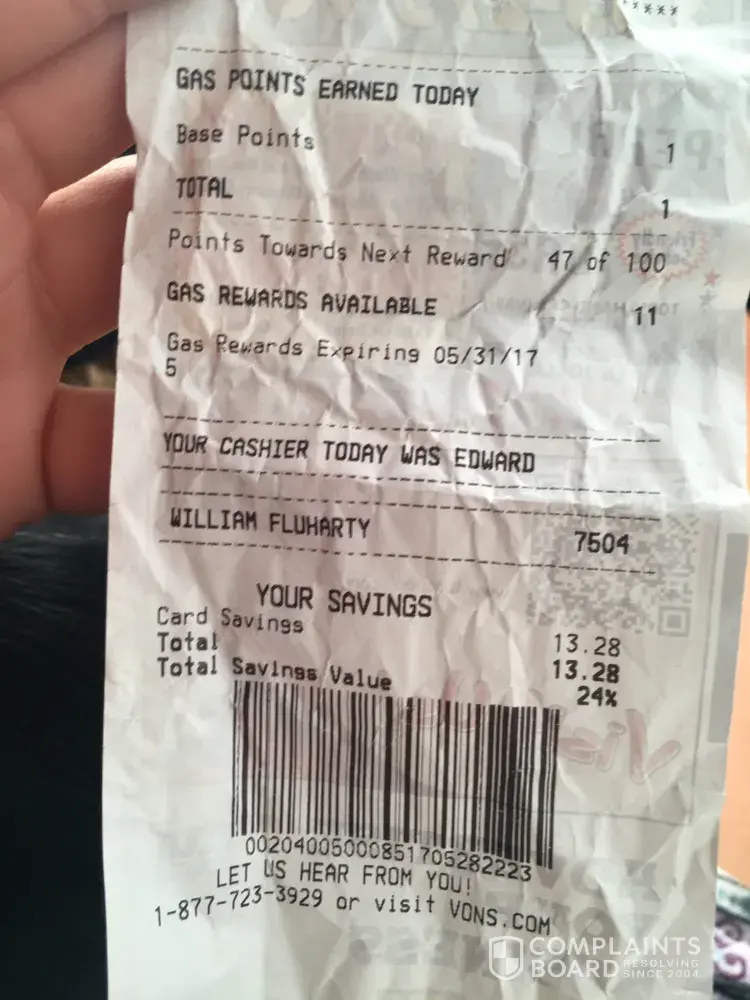 *****
GAS POINTS EARNED TODAY
Base Points 1
TOTAL 1
Points Towards Next Reward 47 of 100
GAS REWARDS AVAILABLE 11
Gas Rewards Expiring 05/31/17
5
YOUR CASHIER TODAY WAS EDWARD
WILLIAM FLUHARTY 7504
YOUR SAVINGS
Card Savings 13.28
Total 13.28
Total Savings Value 24%
0020400500085170528 2223
LET US HEAR FROM YOU!
1-877-723-3929 or visit VONS.COM
COMPLAINTS
BOARD RESOLVING
SINCE 2004